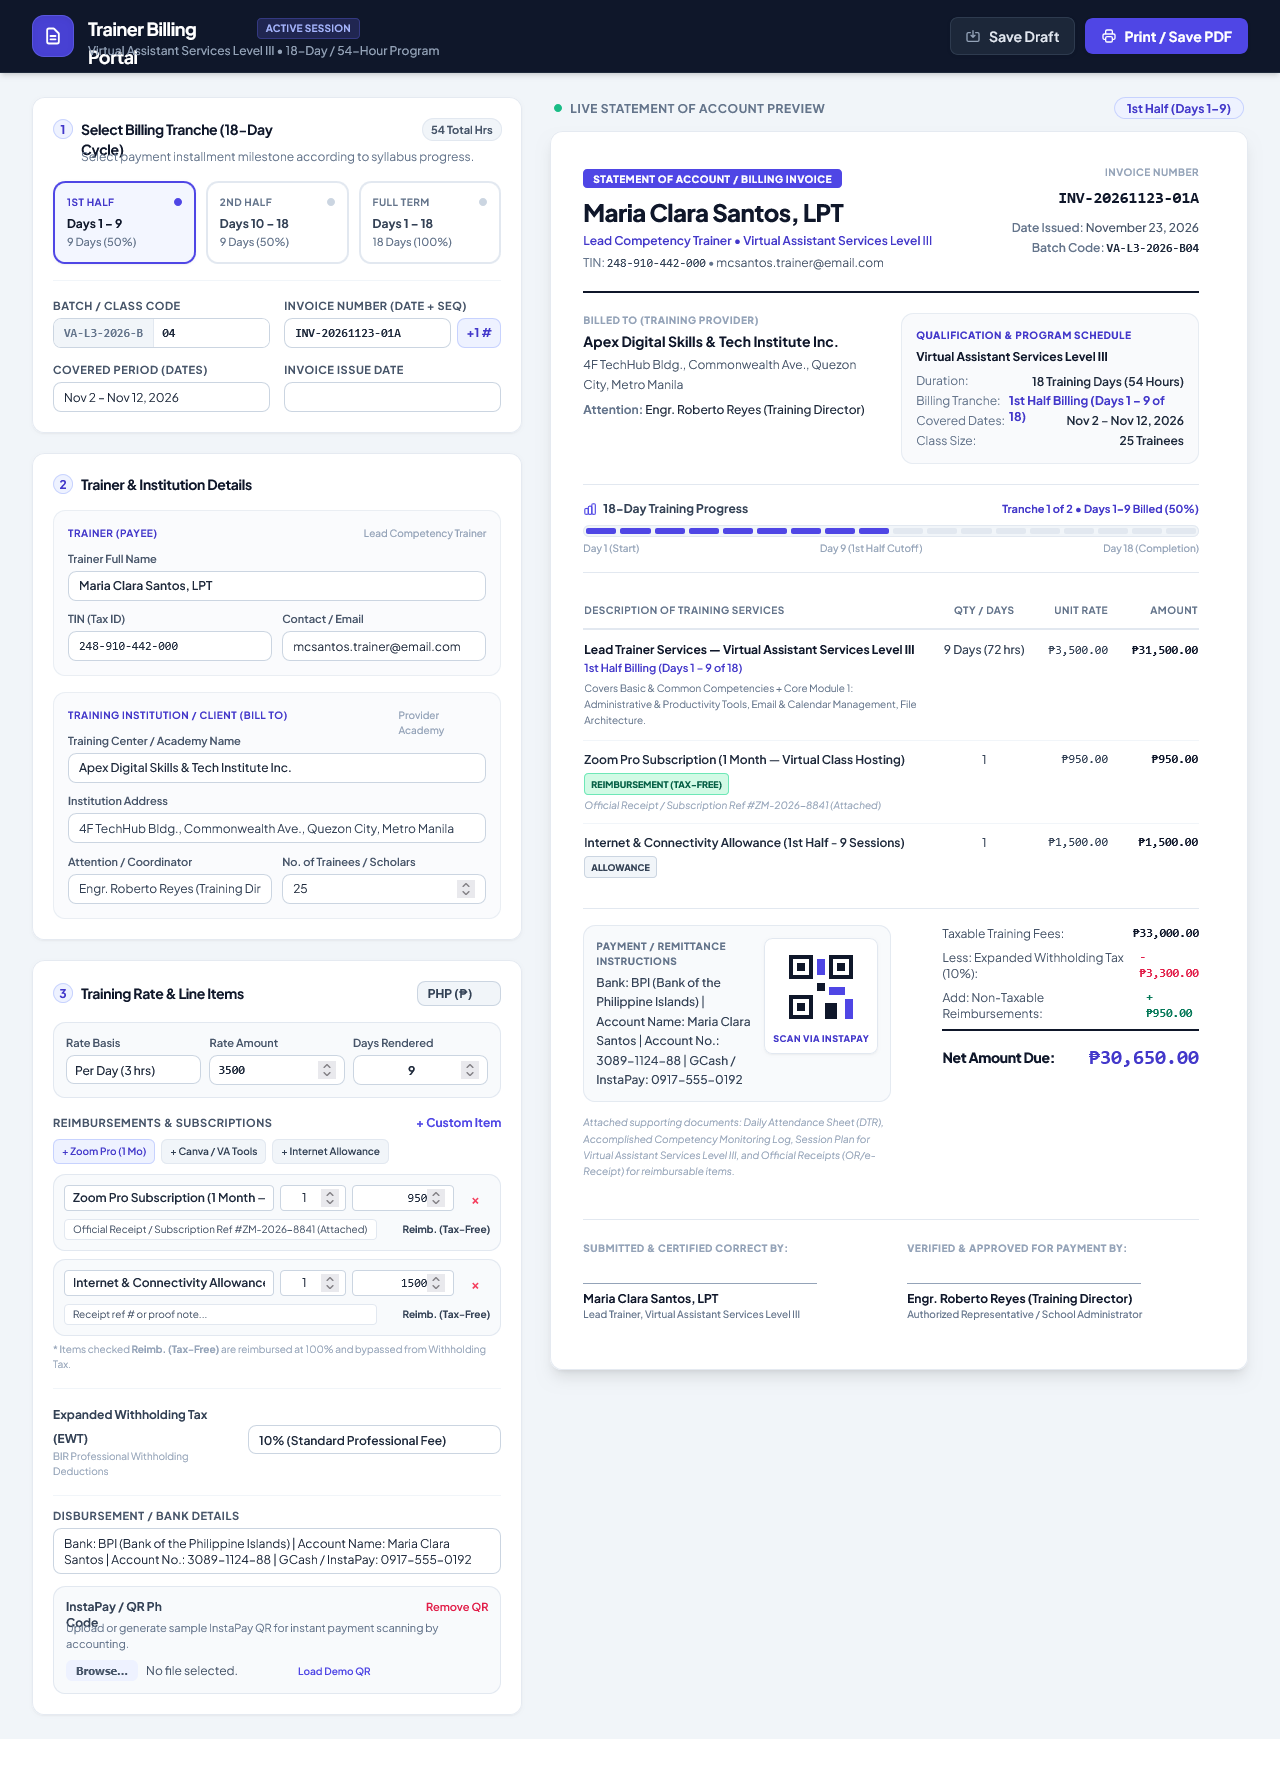 Trainer Billing Portal
ACTIVE SESSION
Virtual Assistant Services Level III • 18-Day / 54-Hour Program
Save Draft
Print / Save PDF
1
Select Billing Tranche (18-Day Cycle)
54 Total Hrs
Select payment installment milestone according to syllabus progress.
1ST HALF
Days 1 – 9
9 Days (50%)
2ND HALF
Days 10 – 18
9 Days (50%)
FULL TERM
Days 1 – 18
18 Days (100%)
BATCH / CLASS CODE
VA-L3-2026-B
04
INVOICE NUMBER (DATE + SEQ)
INV-20261123-01A
+1 #
COVERED PERIOD (DATES)
Nov 2 – Nov 12, 2026
INVOICE ISSUE DATE
2
Trainer & Institution Details
TRAINER (PAYEE)
Lead Competency Trainer
Trainer Full Name
Maria Clara Santos, LPT
TIN (Tax ID)
248-910-442-000
Contact / Email
mcsantos.trainer@email.com
TRAINING INSTITUTION / CLIENT (BILL TO)
Provider Academy
Training Center / Academy Name
Apex Digital Skills & Tech Institute Inc.
Institution Address
4F TechHub Bldg., Commonwealth Ave., Quezon City, Metro Manila
Attention / Coordinator
Engr. Roberto Reyes (Training Dir
No. of Trainees / Scholars
25
3
Training Rate & Line Items
PHP (₱)
Rate Basis
Per Day (3 hrs)
Rate Amount
3500
Days Rendered
9
REIMBURSEMENTS & SUBSCRIPTIONS
+ Custom Item
+ Zoom Pro (1 Mo)
+ Canva / VA Tools
+ Internet Allowance
Zoom Pro Subscription (1 Month —
1
950
×
Official Receipt / Subscription Ref #ZM-2026-8841 (Attached)
Reimb. (Tax-Free)
Internet & Connectivity Allowance
1
1500
×
Receipt ref # or proof note...
Reimb. (Tax-Free)
* Items checked Reimb. (Tax-Free) are reimbursed at 100% and bypassed from Withholding
Tax.
Expanded Withholding Tax
(EWT)
BIR Professional Withholding
Deductions
10% (Standard Professional Fee)
DISBURSEMENT / BANK DETAILS
Bank: BPI (Bank of the Philippine Islands) | Account Name: Maria Clara
Santos | Account No.: 3089-1124-88 | GCash / InstaPay: 0917-555-0192
InstaPay / QR Ph
Code
Remove QR
Upload or generate sample InstaPay QR for instant payment scanning by
accounting.
Browse...
No file selected.
Load Demo QR
LIVE STATEMENT OF ACCOUNT PREVIEW
1st Half (Days 1-9)
STATEMENT OF ACCOUNT / BILLING INVOICE
Maria Clara Santos, LPT
Lead Competency Trainer • Virtual Assistant Services Level III
TIN: 248-910-442-000 • mcsantos.trainer@email.com
INVOICE NUMBER
INV-20261123-01A
Date Issued: November 23, 2026
Batch Code: VA-L3-2026-B04
BILLED TO (TRAINING PROVIDER)
Apex Digital Skills & Tech Institute Inc.
4F TechHub Bldg., Commonwealth Ave., Quezon
City, Metro Manila
Attention: Engr. Roberto Reyes (Training Director)
QUALIFICATION & PROGRAM SCHEDULE
Virtual Assistant Services Level III
Duration: 18 Training Days (54 Hours)
Billing Tranche: 1st Half Billing (Days 1 – 9 of
18)
Covered Dates: Nov 2 – Nov 12, 2026
Class Size: 25 Trainees
18-Day Training Progress
Tranche 1 of 2 • Days 1-9 Billed (50%)
Day 1 (Start)
Day 9 (1st Half Cutoff)
Day 18 (Completion)
DESCRIPTION OF TRAINING SERVICES QTY / DAYS UNIT RATE AMOUNT
Lead Trainer Services — Virtual Assistant Services Level III 9 Days (72 hrs) ₱3,500.00 ₱31,500.00
1st Half Billing (Days 1 – 9 of 18)
Covers Basic & Common Competencies + Core Module 1:
Administrative & Productivity Tools, Email & Calendar Management, File
Architecture.
Zoom Pro Subscription (1 Month — Virtual Class Hosting) 1 ₱950.00 ₱950.00
REIMBURSEMENT (TAX-FREE)
Official Receipt / Subscription Ref #ZM-2026-8841 (Attached)
Internet & Connectivity Allowance (1st Half - 9 Sessions) 1 ₱1,500.00 ₱1,500.00
ALLOWANCE
PAYMENT / REMITTANCE
INSTRUCTIONS
Bank: BPI (Bank of the
Philippine Islands) |
Account Name: Maria Clara
Santos | Account No.:
3089-1124-88 | GCash /
InstaPay: 0917-555-0192
SCAN VIA INSTAPAY
Taxable Training Fees: ₱33,000.00
Less: Expanded Withholding Tax
(10%):
-
₱3,300.00
Add: Non-Taxable
Reimbursements:
+
₱950.00
Net Amount Due: ₱30,650.00
Attached supporting documents: Daily Attendance Sheet (DTR),
Accomplished Competency Monitoring Log, Session Plan for
Virtual Assistant Services Level III, and Official Receipts (OR/e-
Receipt) for reimbursable items.
SUBMITTED & CERTIFIED CORRECT BY:
Maria Clara Santos, LPT
Lead Trainer, Virtual Assistant Services Level III
VERIFIED & APPROVED FOR PAYMENT BY:
Engr. Roberto Reyes (Training Director)
Authorized Representative / School Administrator